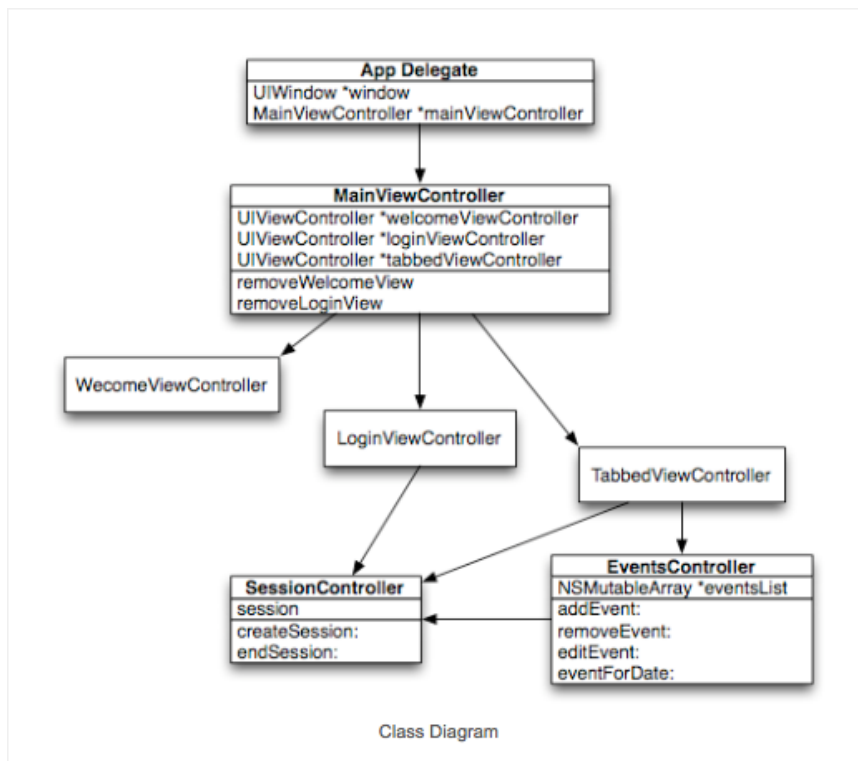 App Delegate
UIWindow *window
MainViewController *mainViewController
MainViewController
UIViewController *welcomeViewController
UIViewController *loginViewController
UIViewController *tabbedViewController
removeWelcomeView
removeLoginView
WecomeViewController
LoginViewController
TabbedViewController
SessionController
session
createSession:
endSession:
EventsController
NSMutableArray *eventsList
addEvent:
removeEvent:
editEvent:
eventForDate:
Class Diagram